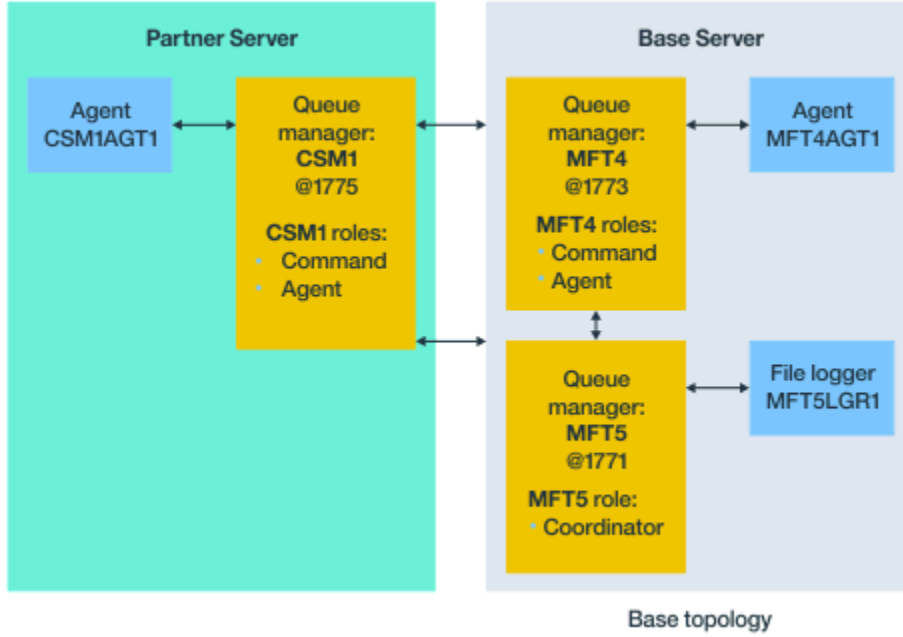 Partner Server
Agent
CSM1AGT1
Queue
manager:
CSM1
@1775
CSM1 roles:
• Command
• Agent
Base Server
Queue
manager:
MFT4
@1773
MFT4 roles:
• Command
• Agent
Agent
MFT4AGT1
Queue
manager:
MFT5
@1771
MFT5 role:
• Coordinator
File logger
MFT5LGR1
Base topology